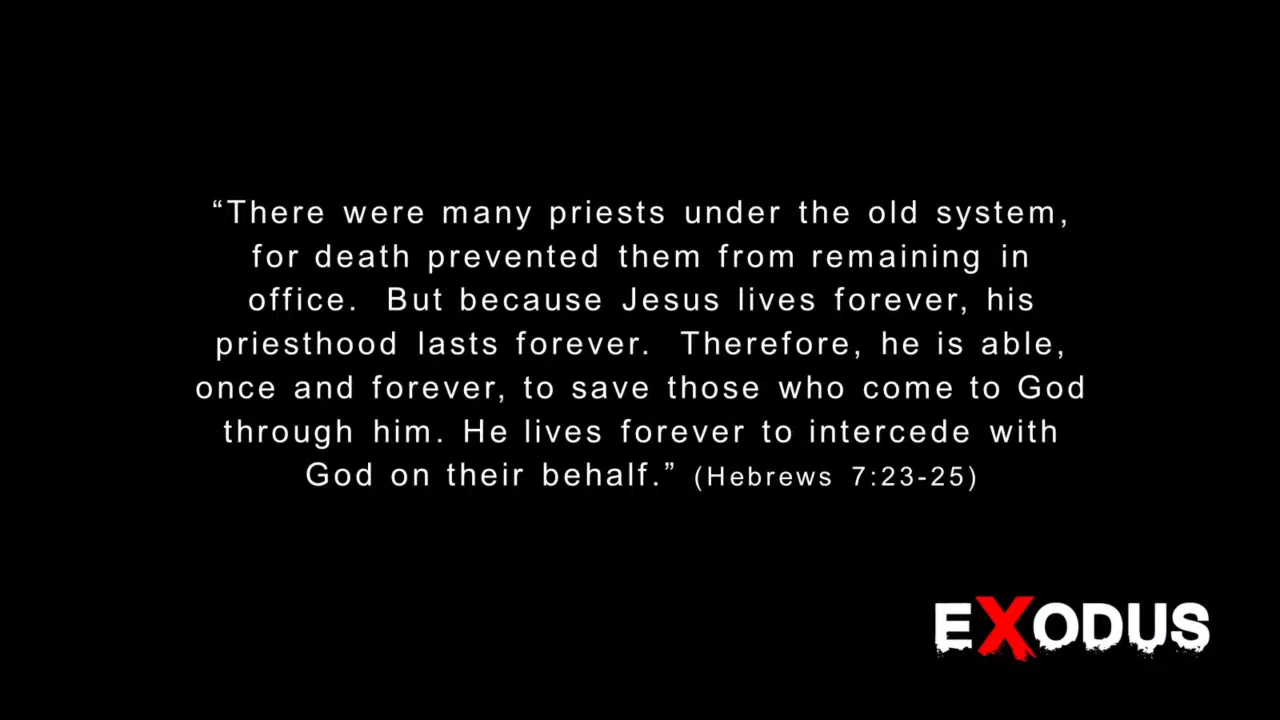 “There were many priests under the old system,
for death prevented them from remaining in
office.  But because Jesus lives forever, his
priesthood lasts forever.  Therefore, he is able,
once and forever, to save those who come to God
through him. He lives forever to intercede with
God on their behalf.” (Hebrews 7:23-25)
EXODUS